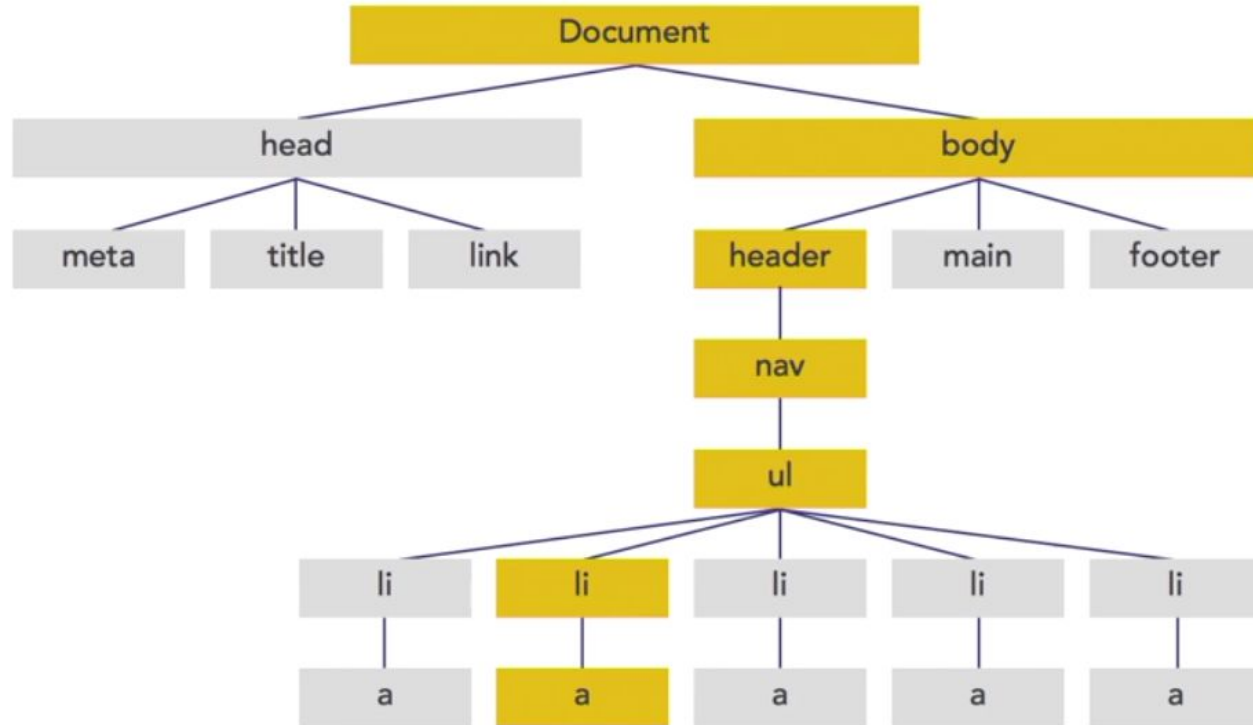 Document
head body
meta title link header main footer
nav
ul
li li li li li
a a a a a